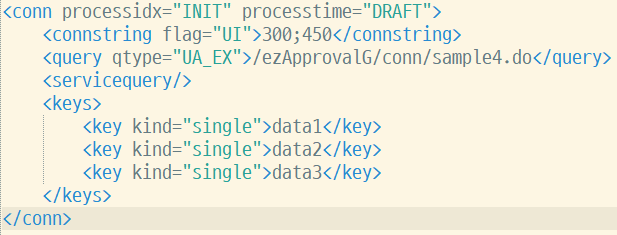 <conn processidx="INIT" processtime="DRAFT">
    <connstring flag="UI">300;450</connstring>
    <query qtype="UA_EX">/ezApprovalG/conn/sample4.do</query>
    <servicequery/>
    <keys>
        <key kind="single">data1</key>
        <key kind="single">data2</key>
        <key kind="single">data3</key>
    </keys>
</conn>